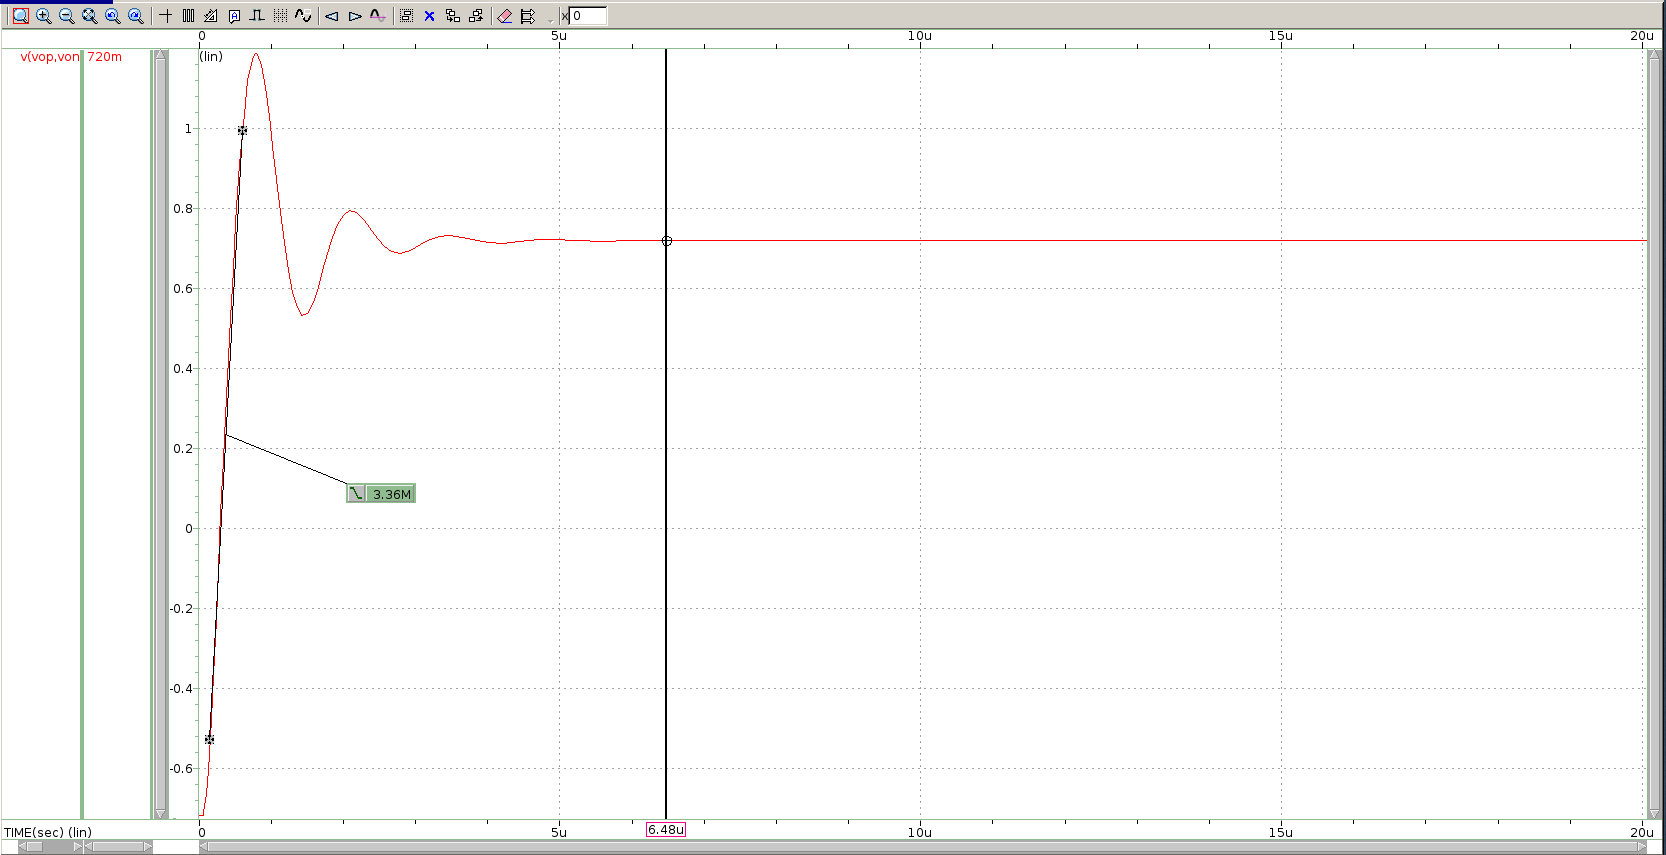 x 0
0 5u 10u 15u 20u
v(vop,von 720m
(lin)
1
0.8
0.6
0.4
0.2
3.36M
0
-0.2
-0.4
-0.6
TIME(sec) (lin)
0 5u 6.48u 10u 15u 20u